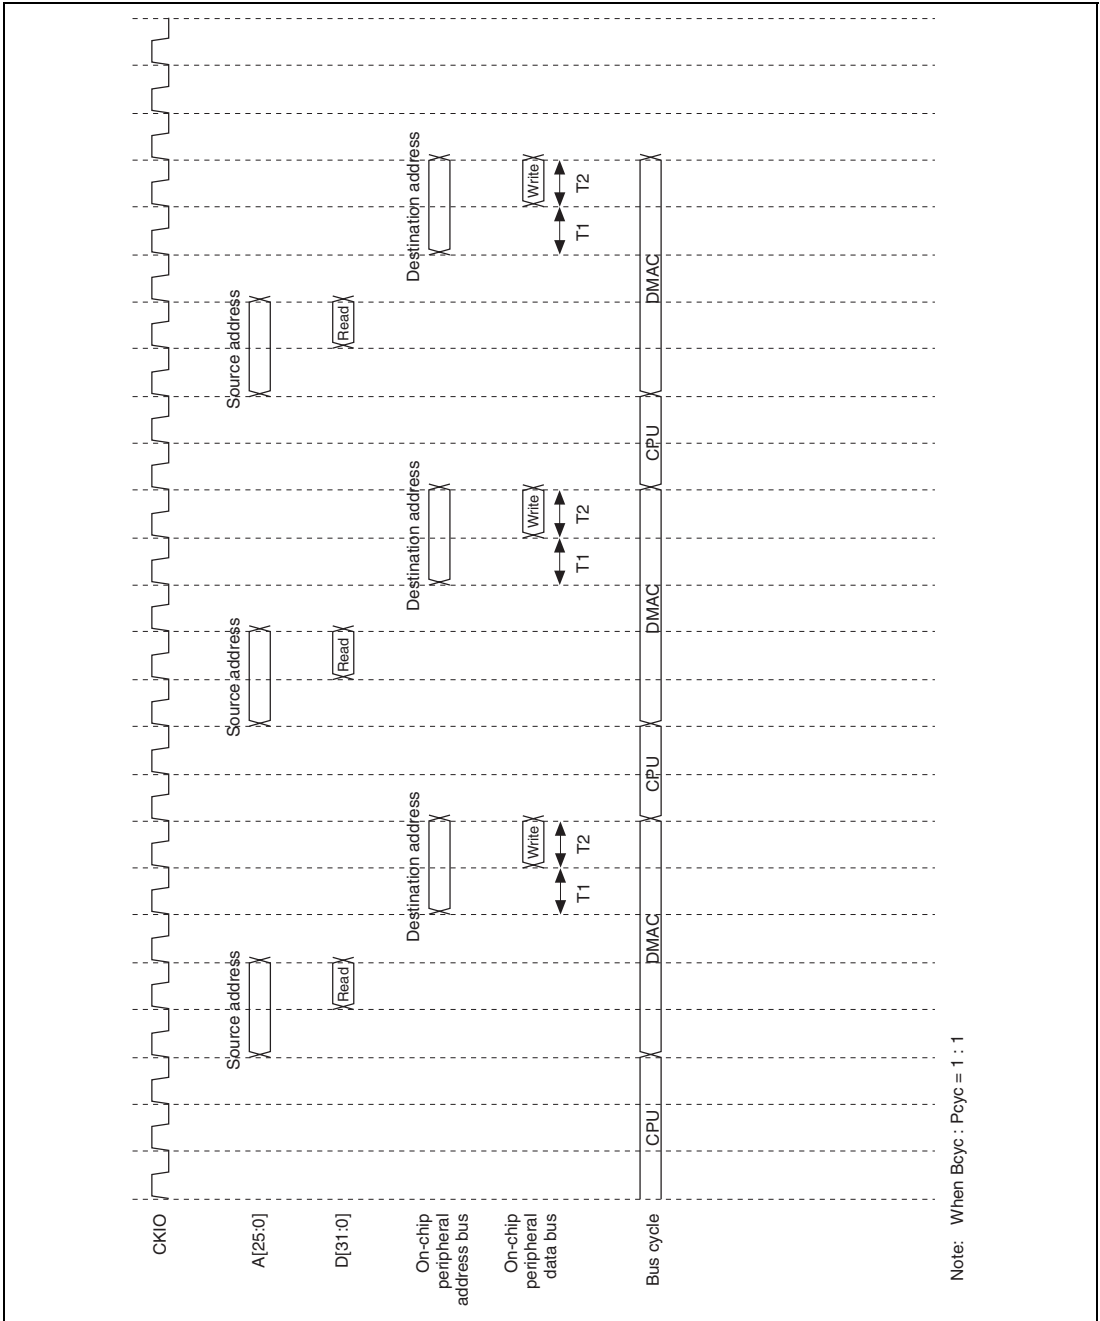 CKIO
A[25:0]
Source address
Source address
Source address
D[31:0]
Read
Read
Read
On-chip
peripheral
address bus
Destination address
Destination address
Destination address
On-chip
peripheral
data bus
Write
Write
Write
T1
T2
T1
T2
T1
T2
Bus cycle
CPU
DMAC
CPU
DMAC
CPU
DMAC
Note: When Bcyc : Pcyc = 1 : 1